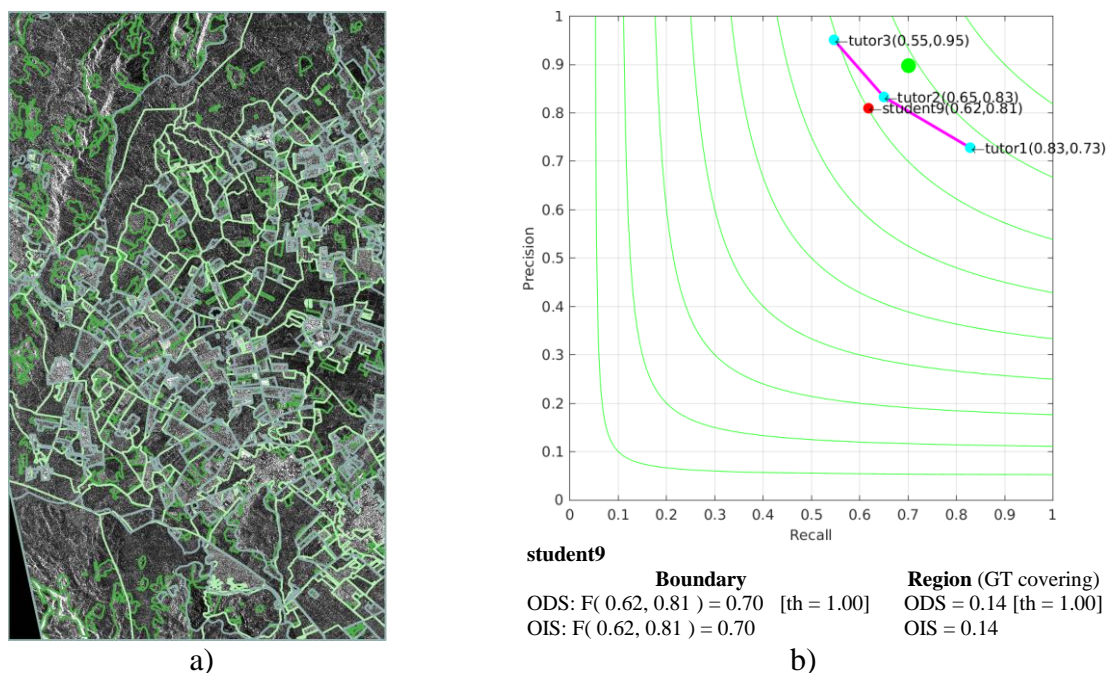 1
0.9
0.8
0.7
0.6
0.5
0.4
0.3
0.2
0.1
0
Precision
←tutor3(0.55,0.95)
←tutor2(0.65,0.83)
←student9(0.62,0.81)
←tutor1(0.83,0.73)
0 0.1 0.2 0.3 0.4 0.5 0.6 0.7 0.8 0.9 1
Recall
student9
Boundary Region (GT covering)
ODS: F( 0.62, 0.81 ) = 0.70 [th = 1.00] ODS = 0.14 [th = 1.00]
OIS: F( 0.62, 0.81 ) = 0.70 OIS = 0.14
a) b)